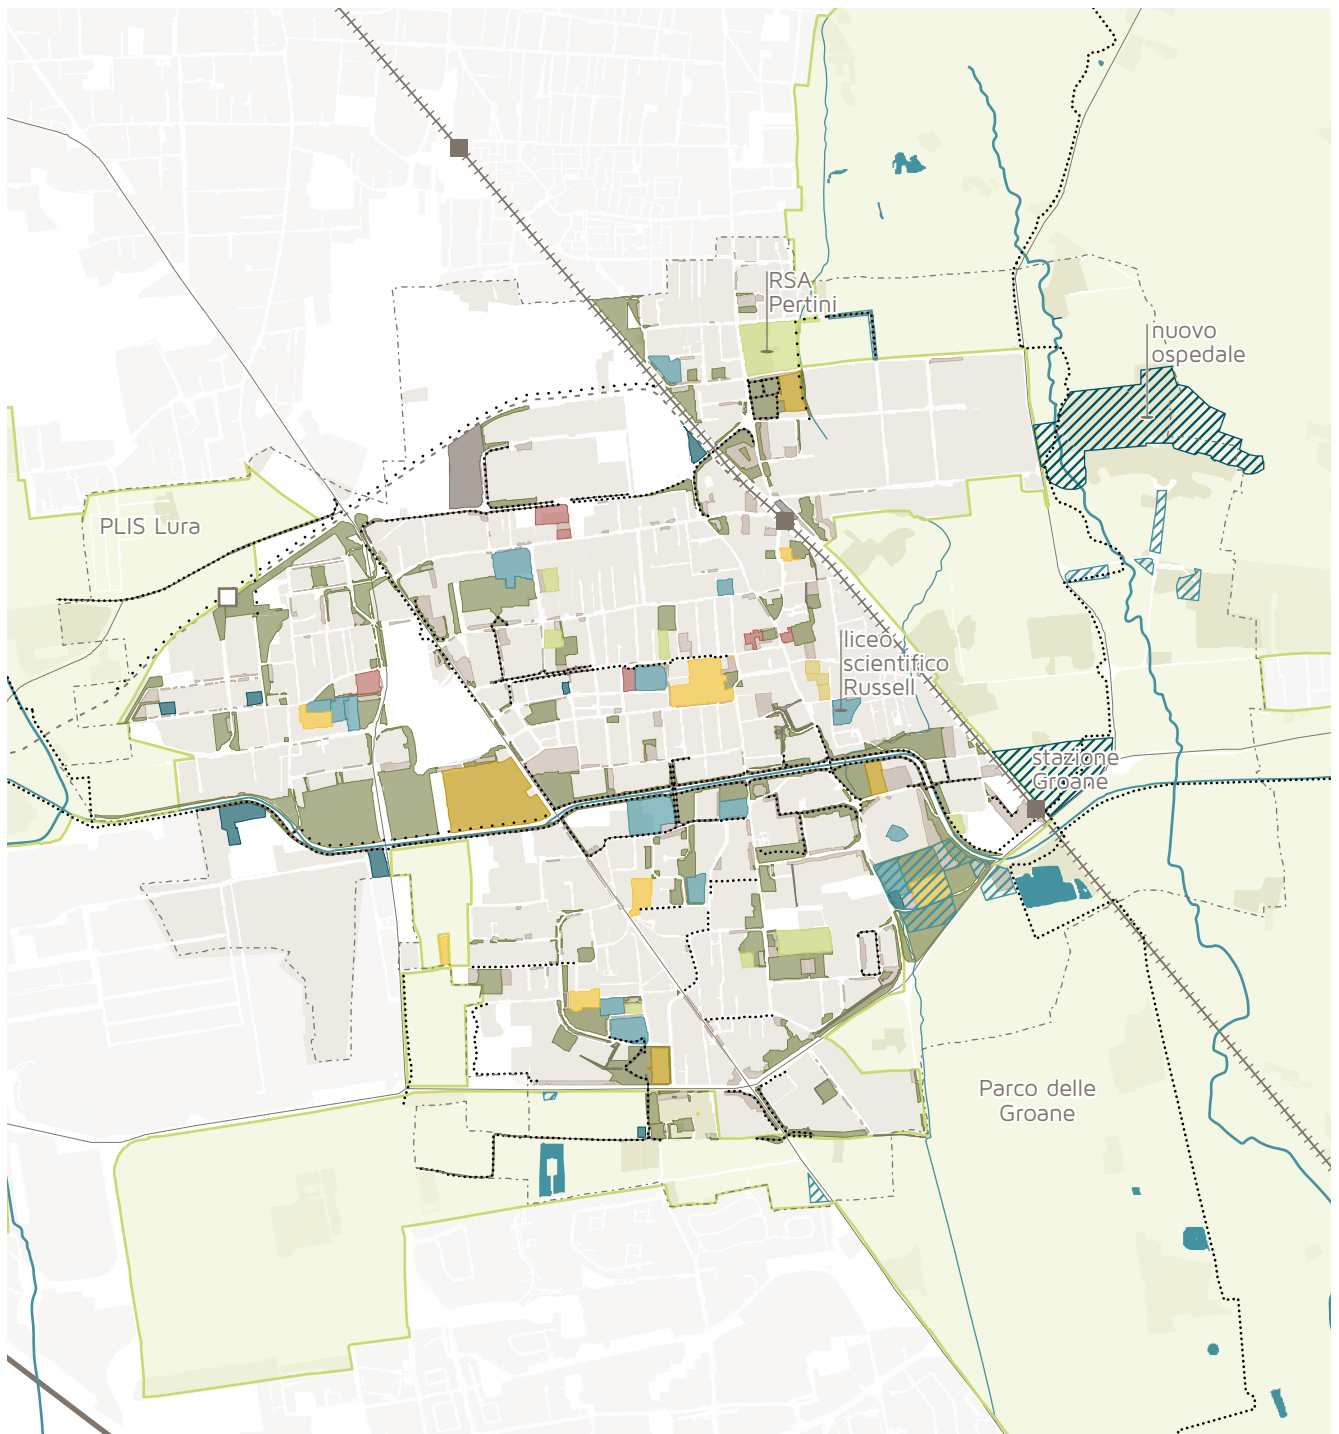 RSA
Pertini
nuovo
ospedale
PLIS Lura
liceo
scientifico
Russell
stazione
Groane
Parco delle
Groane